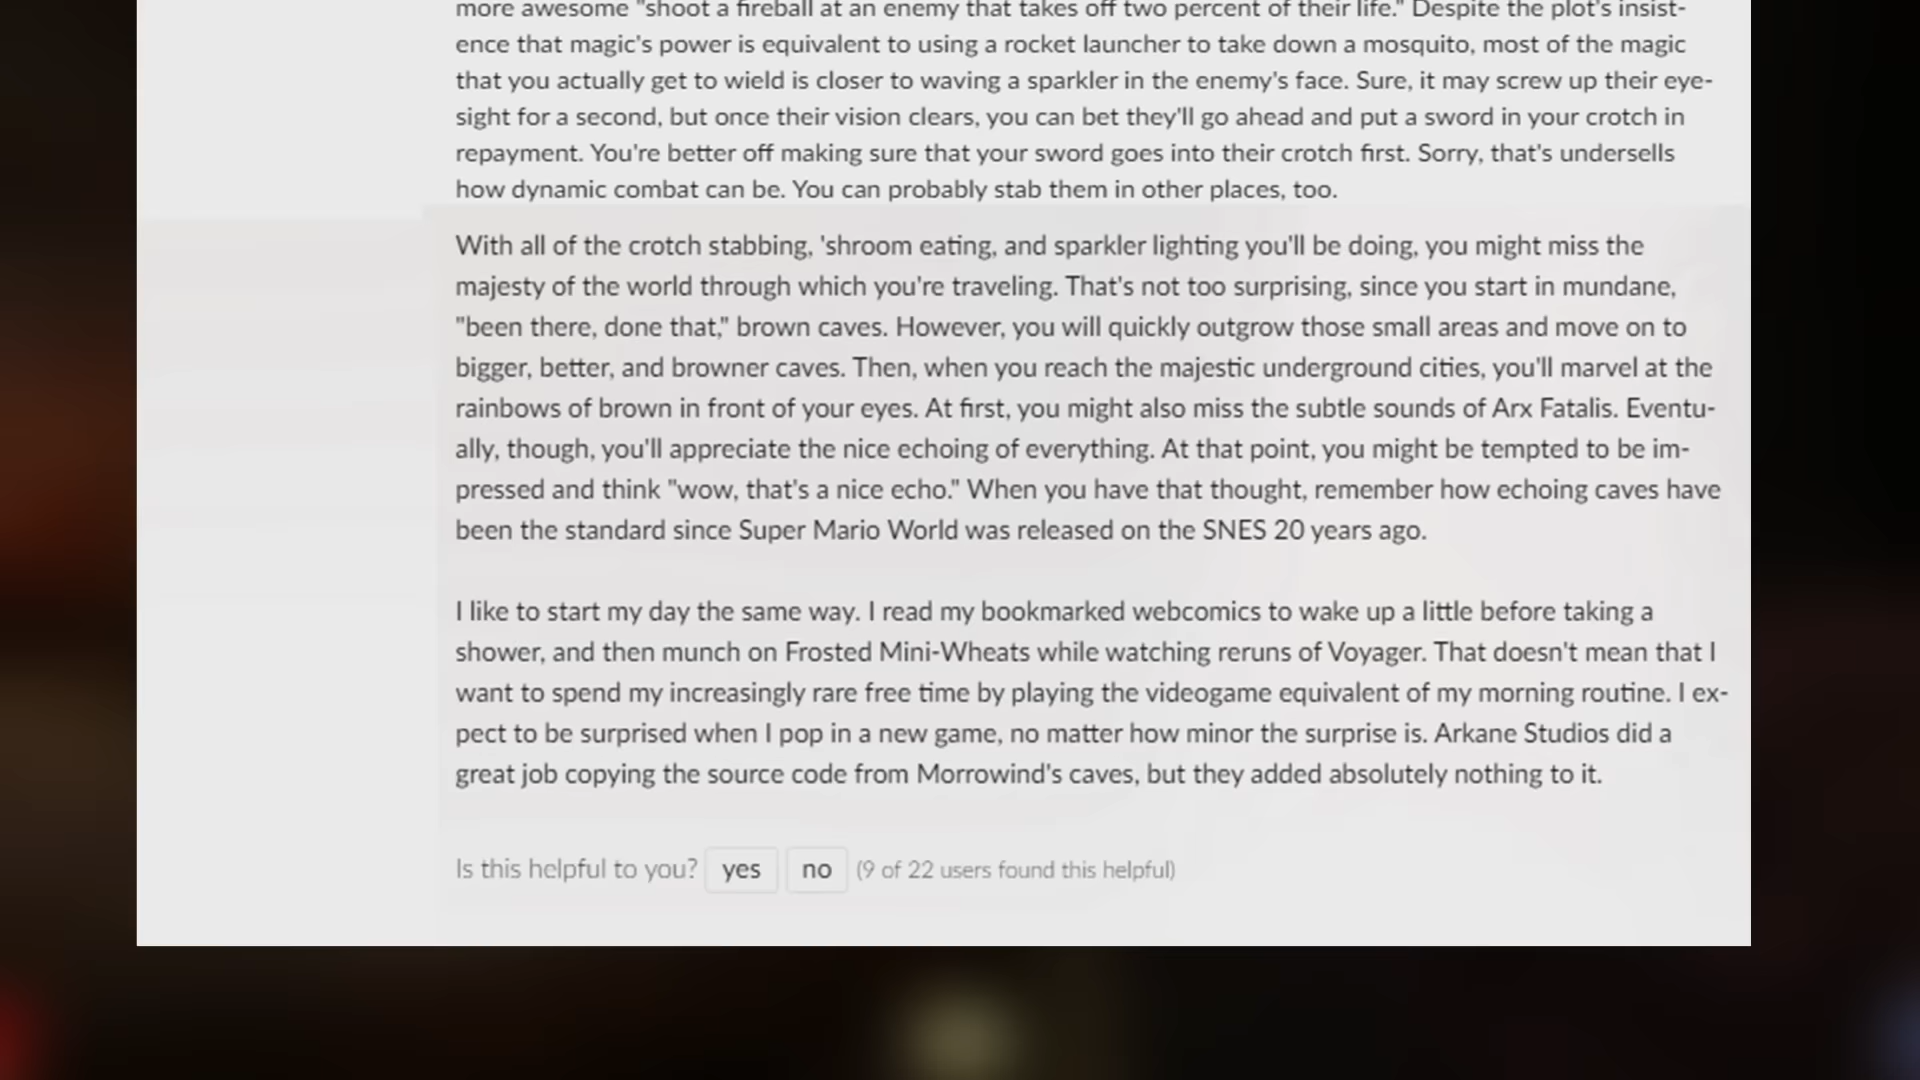 more awesome "shoot a fireball at an enemy that takes off two percent of their life." Despite the plot's insist-
ence that magic's power is equivalent to using a rocket launcher to take down a mosquito, most of the magic
that you actually get to wield is closer to waving a sparkler in the enemy's face. Sure, it may screw up their eye-
sight for a second, but once their vision clears, you can bet they'll go ahead and put a sword in your crotch in
repayment. You're better off making sure that your sword goes into their crotch first. Sorry, that's undersells
how dynamic combat can be. You can probably stab them in other places, too.
With all of the crotch stabbing, 'shroom eating, and sparkler lighting you'll be doing, you might miss the
majesty of the world through which you're traveling. That's not too surprising, since you start in mundane,
"been there, done that," brown caves. However, you will quickly outgrow those small areas and move on to
bigger, better, and browner caves. Then, when you reach the majestic underground cities, you'll marvel at the
rainbows of brown in front of your eyes. At first, you might also miss the subtle sounds of Arx Fatalis. Eventu-
ally, though, you'll appreciate the nice echoing of everything. At that point, you might be tempted to be im-
pressed and think "wow, that's a nice echo." When you have that thought, remember how echoing caves have
been the standard since Super Mario World was released on the SNES 20 years ago.
I like to start my day the same way. I read my bookmarked webcomics to wake up a little before taking a
shower, and then munch on Frosted Mini-Wheats while watching reruns of Voyager. That doesn't mean that I
want to spend my increasingly rare free time by playing the videogame equivalent of my morning routine. I ex-
pect to be surprised when I pop in a new game, no matter how minor the surprise is. Arkane Studios did a
great job copying the source code from Morrowind's caves, but they added absolutely nothing to it.
Is this helpful to you? yes no (9 of 22 users found this helpful)